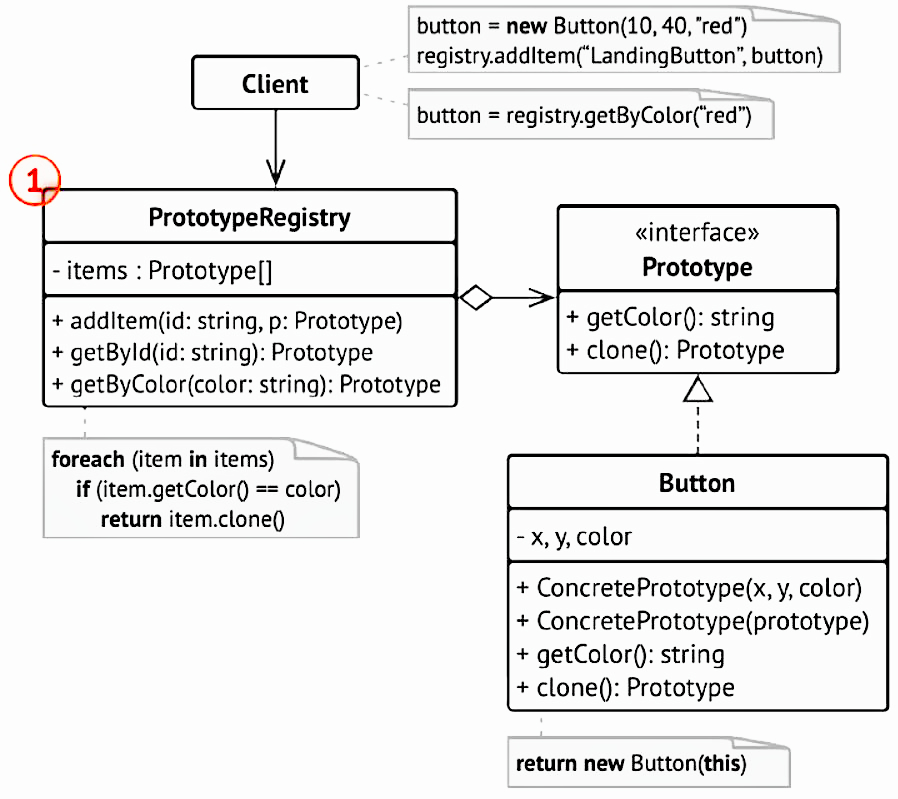 button = new Button(10, 40, "red")
registry.addItem(“LandingButton”, button)
Client
button = registry.getByColor(“red”)
1
PrototypeRegistry
- items : Prototype[]
+ addItem(id: string, p: Prototype)
+ getById(id: string): Prototype
+ getByColor(color: string): Prototype
«interface»
Prototype
+ getColor(): string
+ clone(): Prototype
foreach (item in items)
if (item.getColor() == color)
return item.clone()
Button
- x, y, color
+ ConcretePrototype(x, y, color)
+ ConcretePrototype(prototype)
+ getColor(): string
+ clone(): Prototype
return new Button(this)